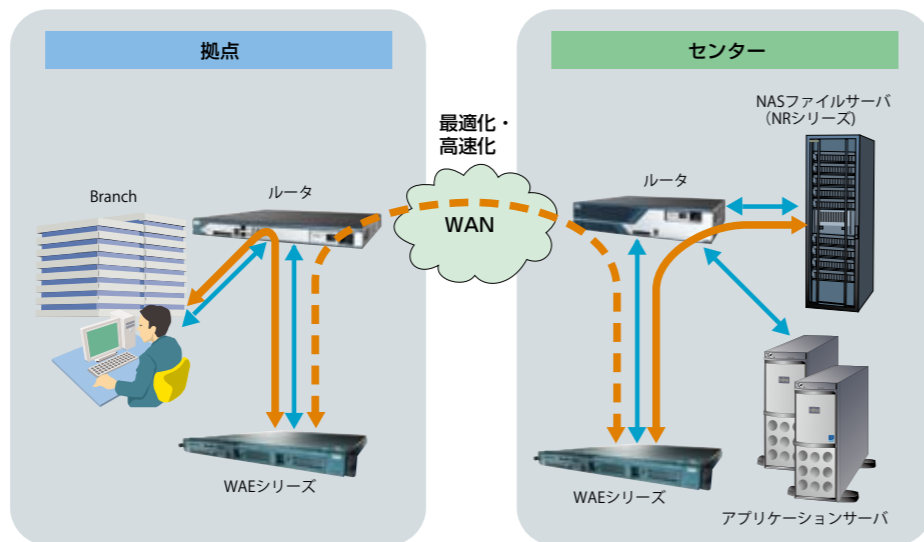 拠点
センター
最適化・
高速化
NASファイルサーバ
（NRシリーズ)
Branch
ルータ
ルータ
WAN
WAEシリーズ
WAEシリーズ
アプリケーションサーバ